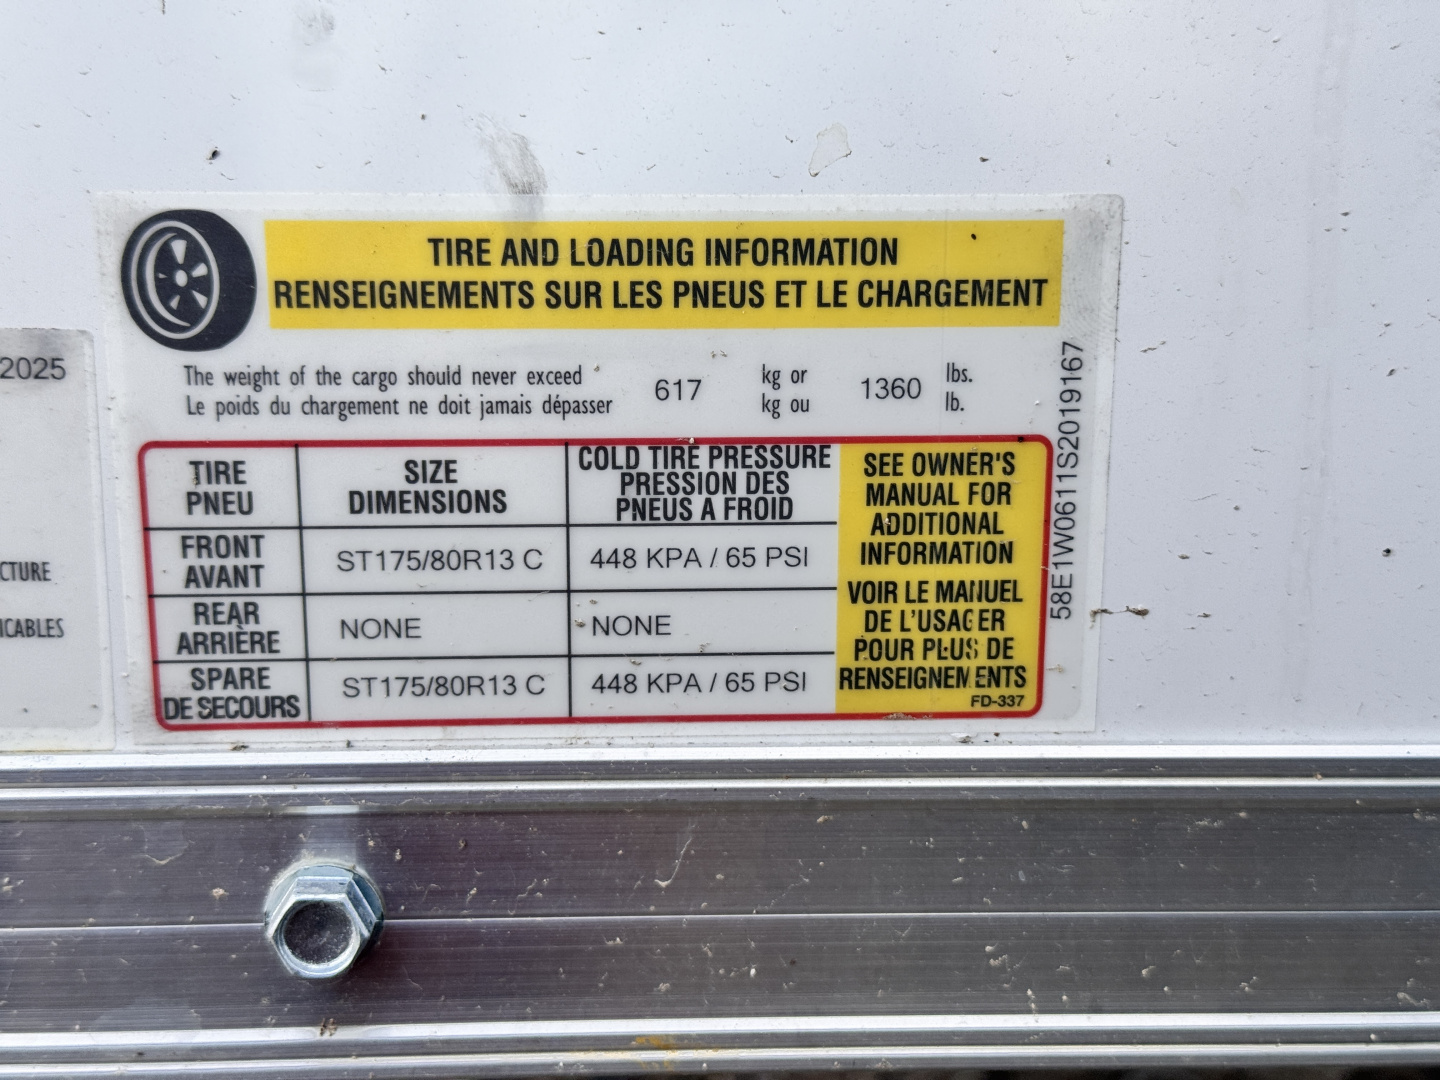 TIRE AND LOADING INFORMATION
RENSEIGNEMENTS SUR LES PNEUS ET LE CHARGEMENT
2025
The weight of the cargo should never exceed 617 kg or 1360 lbs.
Le poids du chargement ne doit jamais dépasser kg ou lb.
TIRE
PNEU
SIZE
DIMENSIONS
COLD TIRE PRESSURE
PRESSION DES
PNEUS A FROID
FRONT
AVANT
ST175/80R13 C
448 KPA / 65 PSI
REAR
ARRIÈRE
NONE
NONE
SPARE
DE SECOURS
ST175/80R13 C
448 KPA / 65 PSI
SEE OWNER'S
MANUAL FOR
ADDITIONAL
INFORMATION
VOIR LE MANUEL
DE L'USAGER
POUR PLUS DE
RENSEIGNEMENTS
FD-337
58E1W0611S2019167
CTURE
ICABLES